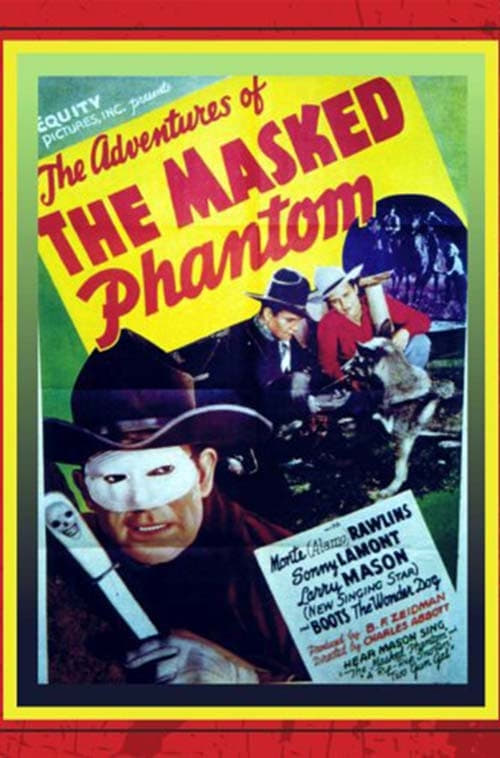 EQUITY
PICTURES, INC. presents
The Adventures of
THE MASKED
Phantom
with
Monte (Alamo) RAWLINS
Sonny LAMONT
Larry MASON
(NEW SINGING STAR)
and BOOTS The Wonder Dog
Produced by B. F. ZEIDMAN
Directed by CHARLES ABBOTT
HEAR MASON SING
"The Masked Phantom"
Two Gun Gal"